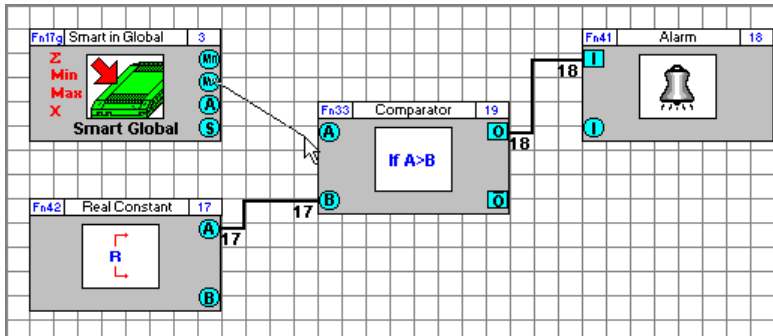 Fn17g Smart in Global 3
Σ
Min
Max
X
Mn
Mx
A
S
Smart Global
Fn41 Alarm 18
I
I
18
Fn33 Comparator 19
A
B
If A>B
O
O̅
18
17
Fn42 Real Constant 17
R
A
B
17